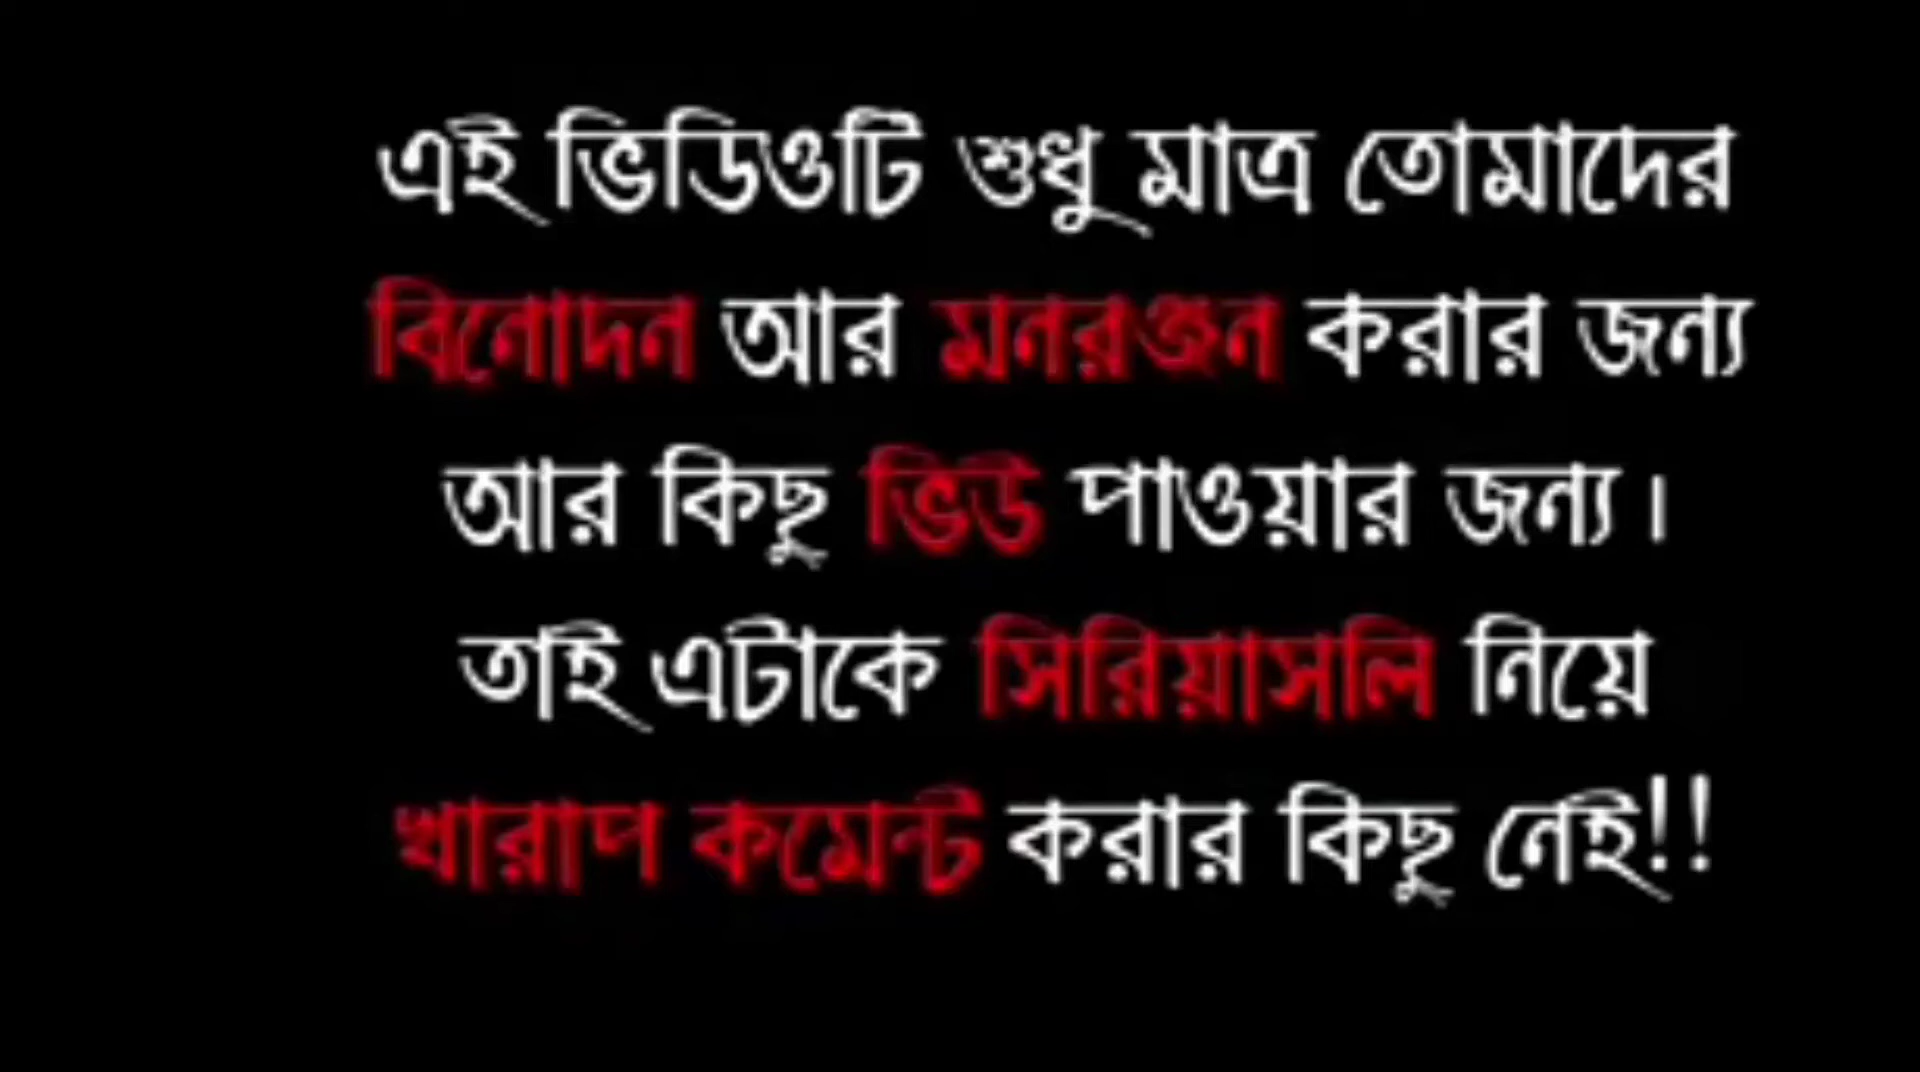 এই ভিডিওটি শুধু মাত্র তোমাদের
বিনোদন আর মনরঞ্জন করার জন্য
আর কিছু ভিউ পাওয়ার জন্য।
তাই এটাকে সিরিয়াসলি নিয়ে
খারাপ কমেন্ট করার কিছু নেই!!